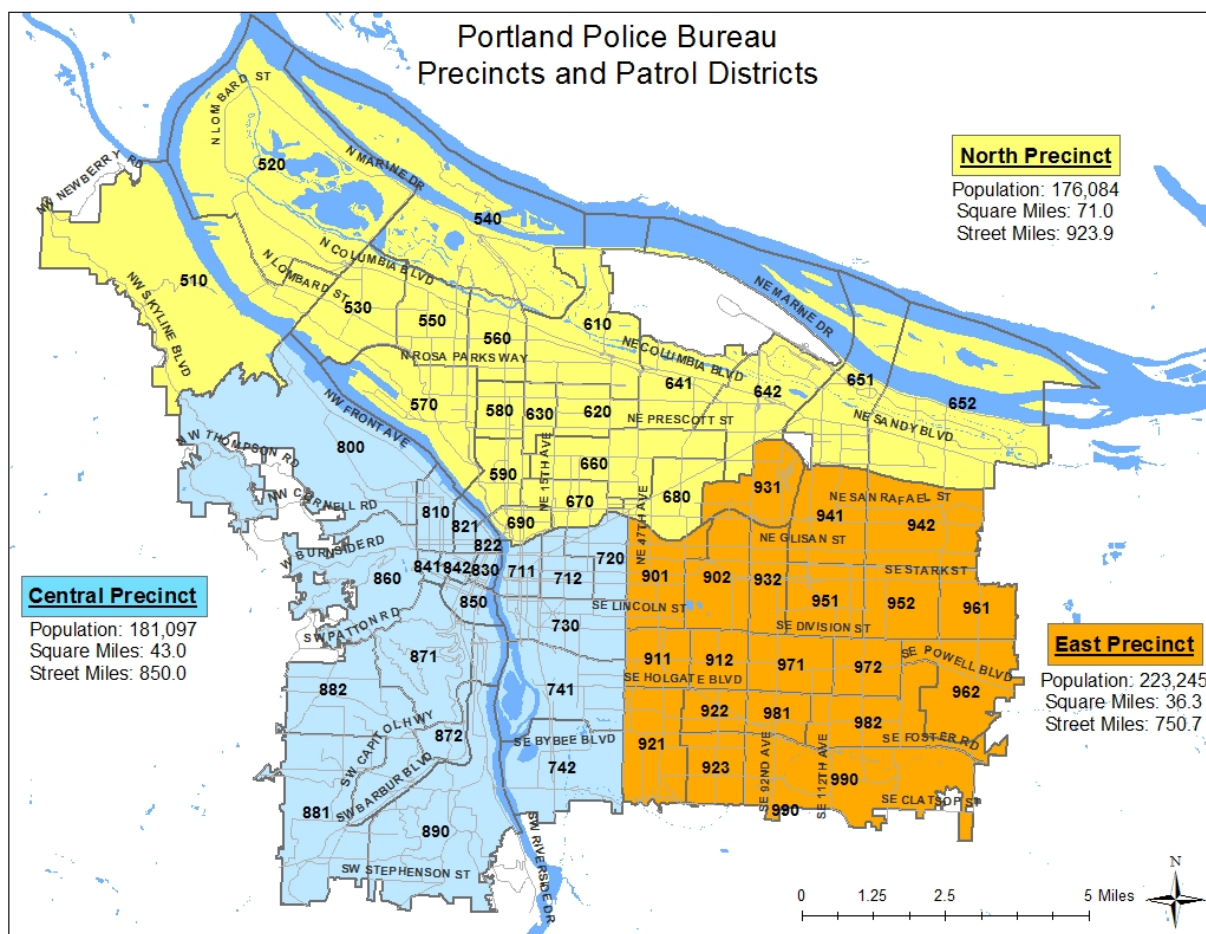 Portland Police Bureau
Precincts and Patrol Districts
North Precinct
Population: 176,084
Square Miles: 71.0
Street Miles: 923.9
N LOMBARD ST
NW NEWBERRY RD
520
N MARINE DR
540
510
N COLUMBIA BLVD
N LOMBARD ST
NW SKYLINE BLVD
530
550
560
610
NE MARINE DR
N ROSA PARKS WAY
NE COLUMBIA BLVD
641
642
651
652
570
580
630
620
NE PRESCOTT ST
NE SANDY BLVD
NW FRONT AVE
NW THOMPSON RD
800
590
NE 15TH AVE
660
670
680
690
NE 47TH AVE
931
NE SAN RAFAEL ST
941
942
NW CORNELL RD
810
821
822
W BURNSIDE RD
NE GLISAN ST
841
842
830
711
712
720
901
902
932
SE STARK ST
860
850
SE LINCOLN ST
951
952
961
Central Precinct
Population: 181,097
Square Miles: 43.0
Street Miles: 850.0
SW PATTON RD
730
SE DIVISION ST
East Precinct
Population: 223,245
Square Miles: 36.3
Street Miles: 750.7
871
911
912
971
972
SE POWELL BLVD
SE HOLGATE BLVD
882
741
922
981
982
962
SW CAPITOL HWY
872
SE BYBEE BLVD
921
SE FOSTER RD
SW BARBUR BLVD
742
923
SE 92ND AVE
SE 112TH AVE
990
881
890
990
SE CLATSOP ST
SW STEPHENSON ST
SW RIVERSIDE DR
N
0 1.25 2.5 5 Miles